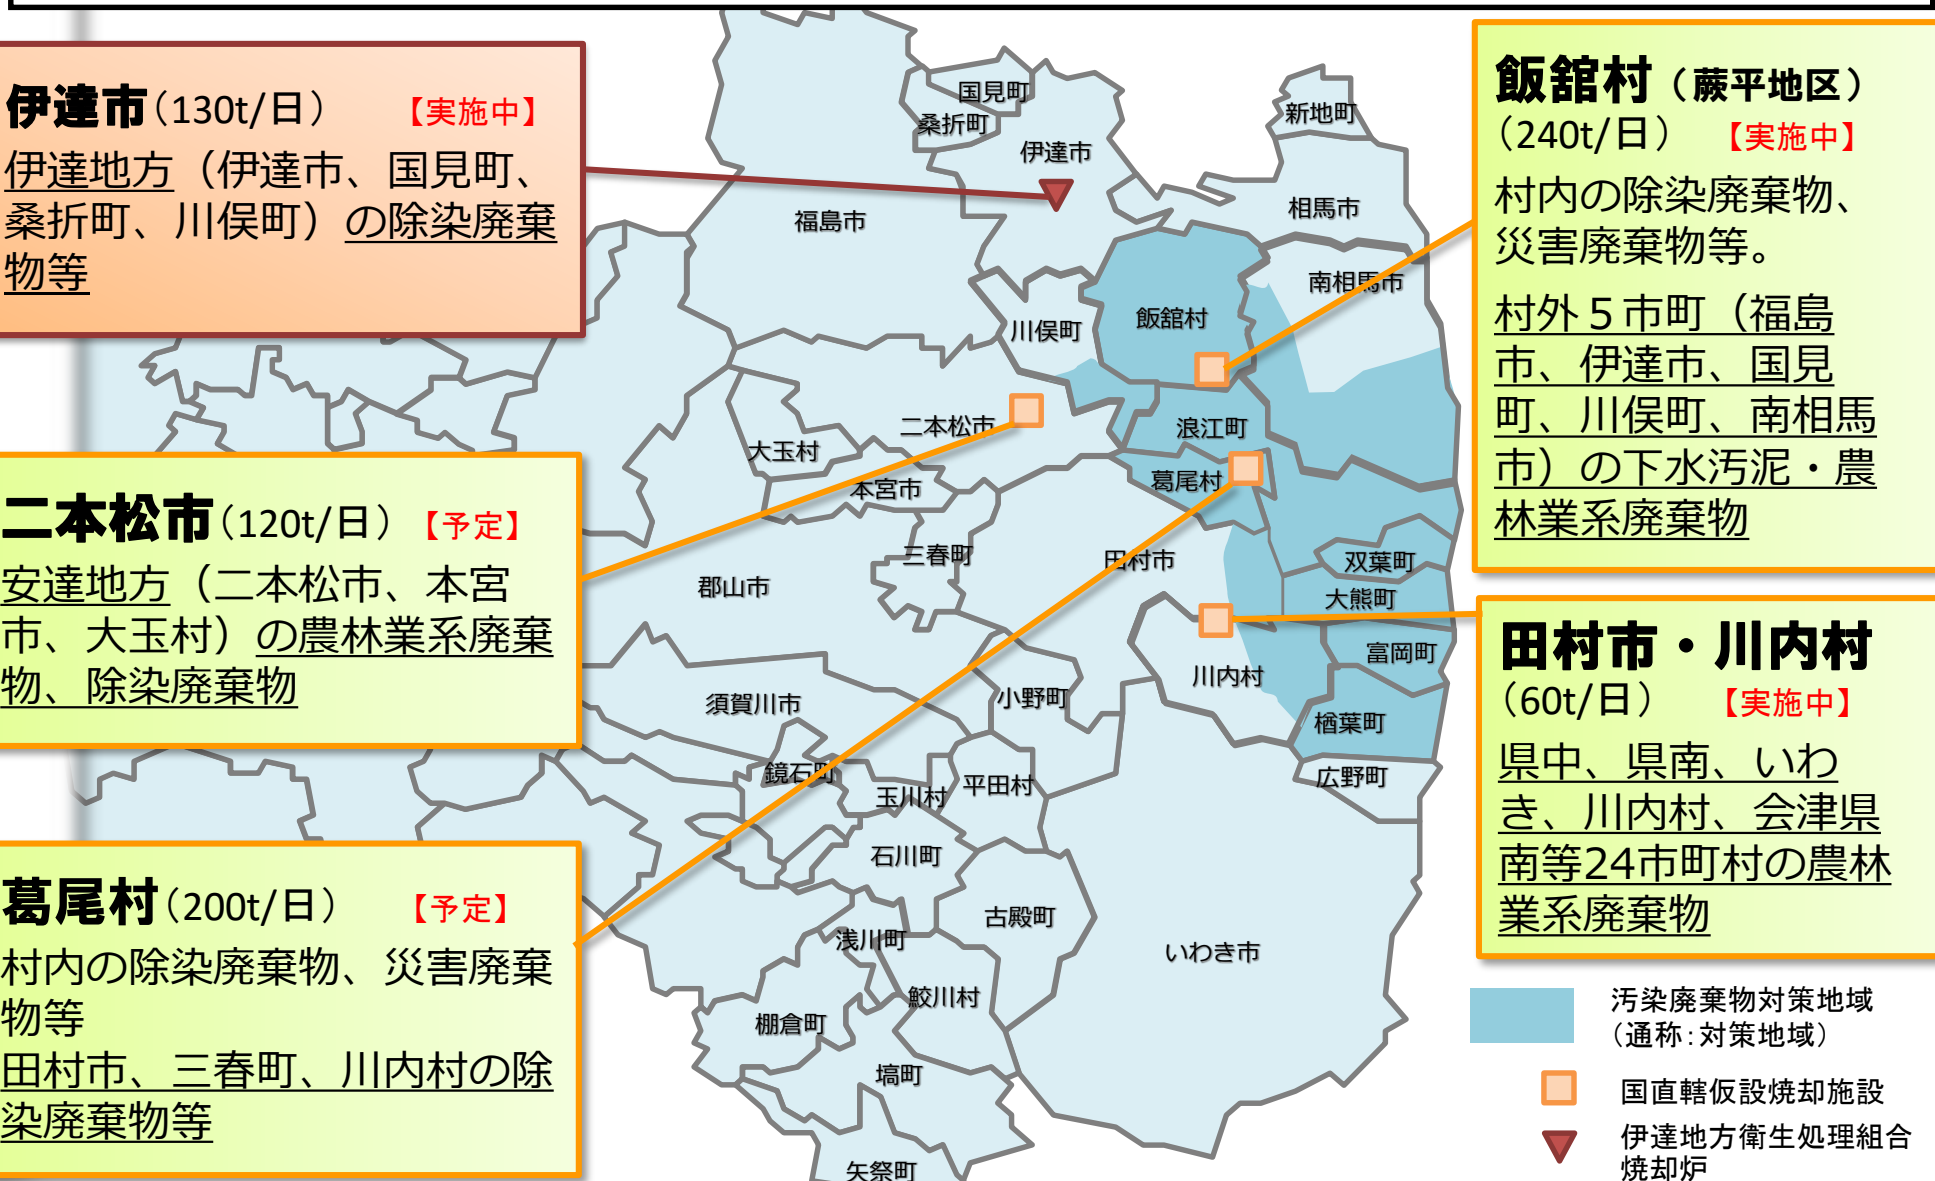 伊達市(130t/日) 【実施中】
伊達地方(伊達市、国見町、
桑折町、川俣町)の除染廃棄
物等
二本松市(120t/日)【予定】
安達地方(二本松市、本宮
市、大玉村)の農林業系廃棄
物、除染廃棄物
葛尾村(200t/日) 【予定】
村内の除染廃棄物、災害廃棄
物等
田村市、三春町、川内村の除
染廃棄物等
国見町
桑折町
伊達市
新地町
相馬市
福島市
南相馬市
飯舘村
川俣町
二本松市
浪江町
大玉村
葛尾村
本宮市
三春町
田村市
双葉町
郡山市
大熊町
富岡町
川内村
小野町
須賀川市
楢葉町
鏡石町
玉川村
平田村
広野町
石川町
古殿町
浅川町
いわき市
鮫川村
棚倉町
塙町
矢祭町
飯舘村(蕨平地区)
(240t/日) 【実施中】
村内の除染廃棄物、
災害廃棄物等。
村外5市町(福島
市、伊達市、国見
町、川俣町、南相馬
市)の下水汚泥・農
林業系廃棄物
田村市・川内村
(60t/日) 【実施中】
県中、県南、いわ
き、川内村、会津県
南等24市町村の農林
業系廃棄物
汚染廃棄物対策地域
(通称:対策地域)
国直轄仮設焼却施設
伊達地方衛生処理組合
焼却炉